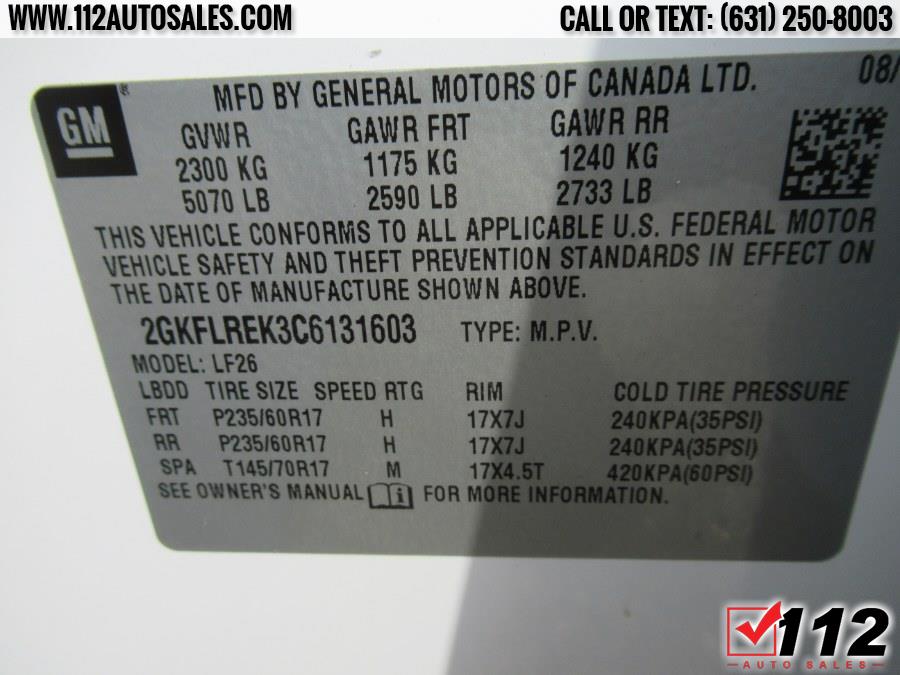 WWW.112AUTOSALES.COM CALL OR TEXT: (631) 250-8003
GM ® MFD BY GENERAL MOTORS OF CANADA LTD. 08/
GVWR GAWR FRT GAWR RR
2300 KG 1175 KG 1240 KG
5070 LB 2590 LB 2733 LB
THIS VEHICLE CONFORMS TO ALL APPLICABLE U.S. FEDERAL MOTOR
VEHICLE SAFETY AND THEFT PREVENTION STANDARDS IN EFFECT ON
THE DATE OF MANUFACTURE SHOWN ABOVE.
2GKFLREK3C6131603 TYPE: M.P.V.
MODEL: LF26
LBDD TIRE SIZE SPEED RTG RIM COLD TIRE PRESSURE
FRT P235/60R17 H 17X7J 240KPA(35PSI)
RR P235/60R17 H 17X7J 240KPA(35PSI)
SPA T145/70R17 M 17X4.5T 420KPA(60PSI)
SEE OWNER'S MANUAL FOR MORE INFORMATION.
112
AUTO SALES